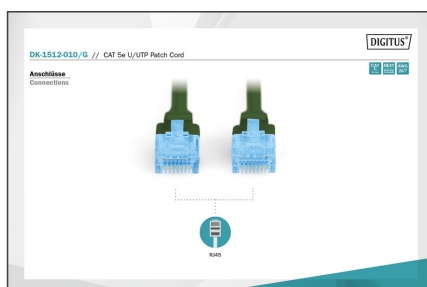 DIGITUS®
DK-1512-010/G // CAT 5e U/UTP Patch Cord
Anschlüsse
Connections
RJ45